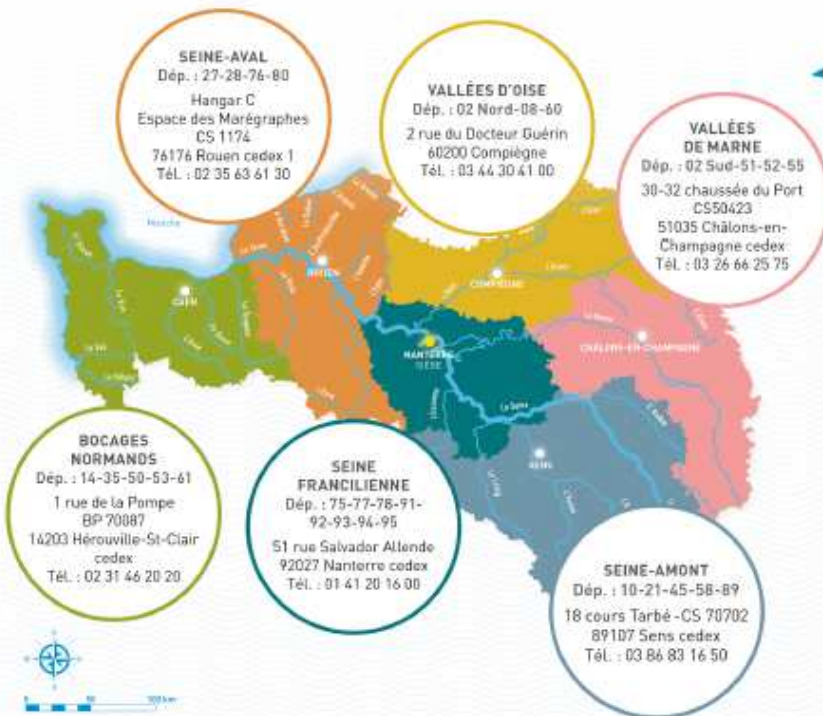 SEINE-AVAL
Dép. : 27-28-76-80
Hangar C
Espace des Marégraphes
CS 1174
76176 Rouen cedex 1
Tél. : 02 35 63 61 30
VALLÉES D'OISE
Dép. : 02 Nord-08-60
2 rue du Docteur Guérin
60200 Compiègne
Tél. : 03 44 30 41 00
VALLÉES
DE MARNE
Dép. : 02 Sud-51-52-55
30-32 chaussée du Port
CS50423
51035 Châlons-en-
Champagne cedex
Tél. : 03 26 66 25 75
Manche
ROUEN
CAEN
COMPIÈGNE
NANTERRE
SIÈGE
CHÂLONS-EN-CHAMPAGNE
La Seine
SENS
BOCAGES
NORMANDS
Dép. : 14-35-50-53-61
1 rue de la Pompe
BP 70087
14203 Hérouville-St-Clair
cedex
Tél. : 02 31 46 20 20
SEINE
FRANCILIENNE
Dép. : 75-77-78-91-
92-93-94-95
51 rue Salvador Allende
92027 Nanterre cedex
Tél. : 01 41 20 16 00
SEINE-AMONT
Dép. : 10-21-45-58-89
18 cours Tarbé - CS 70702
89107 Sens cedex
Tél. : 03 86 83 16 50
0 50 100 km